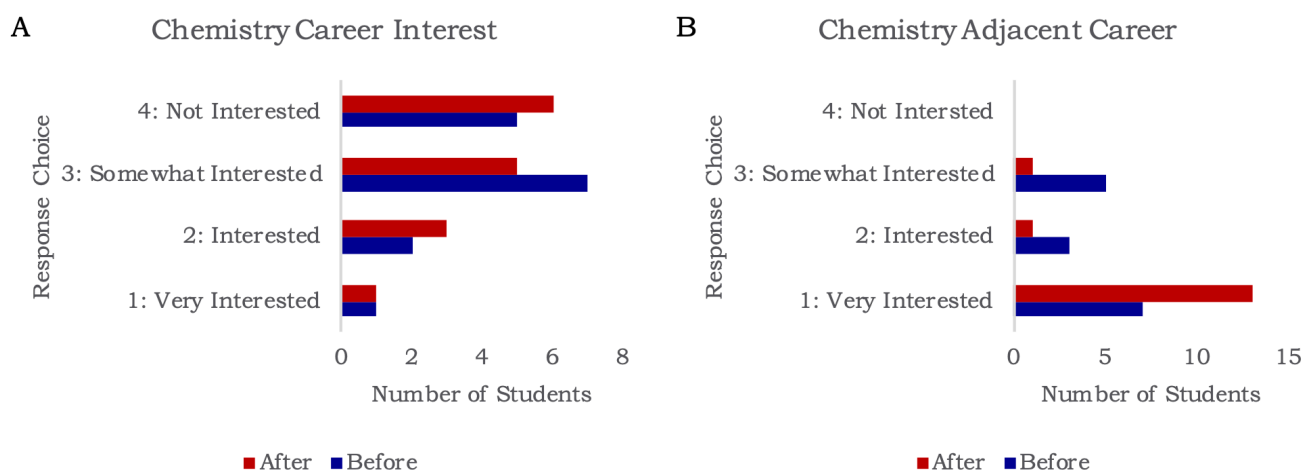 A
Chemistry Career Interest
Response Choice
4: Not Interested
3: Somewhat Interested
2: Interested
1: Very Interested
0 2 4 6 8
Number of Students
After Before
B
Chemistry Adjacent Career
Response Choice
4: Not Intersted
3: Somewhat Interested
2: Interested
1: Very Interested
0 5 10 15
Number of Students
After Before